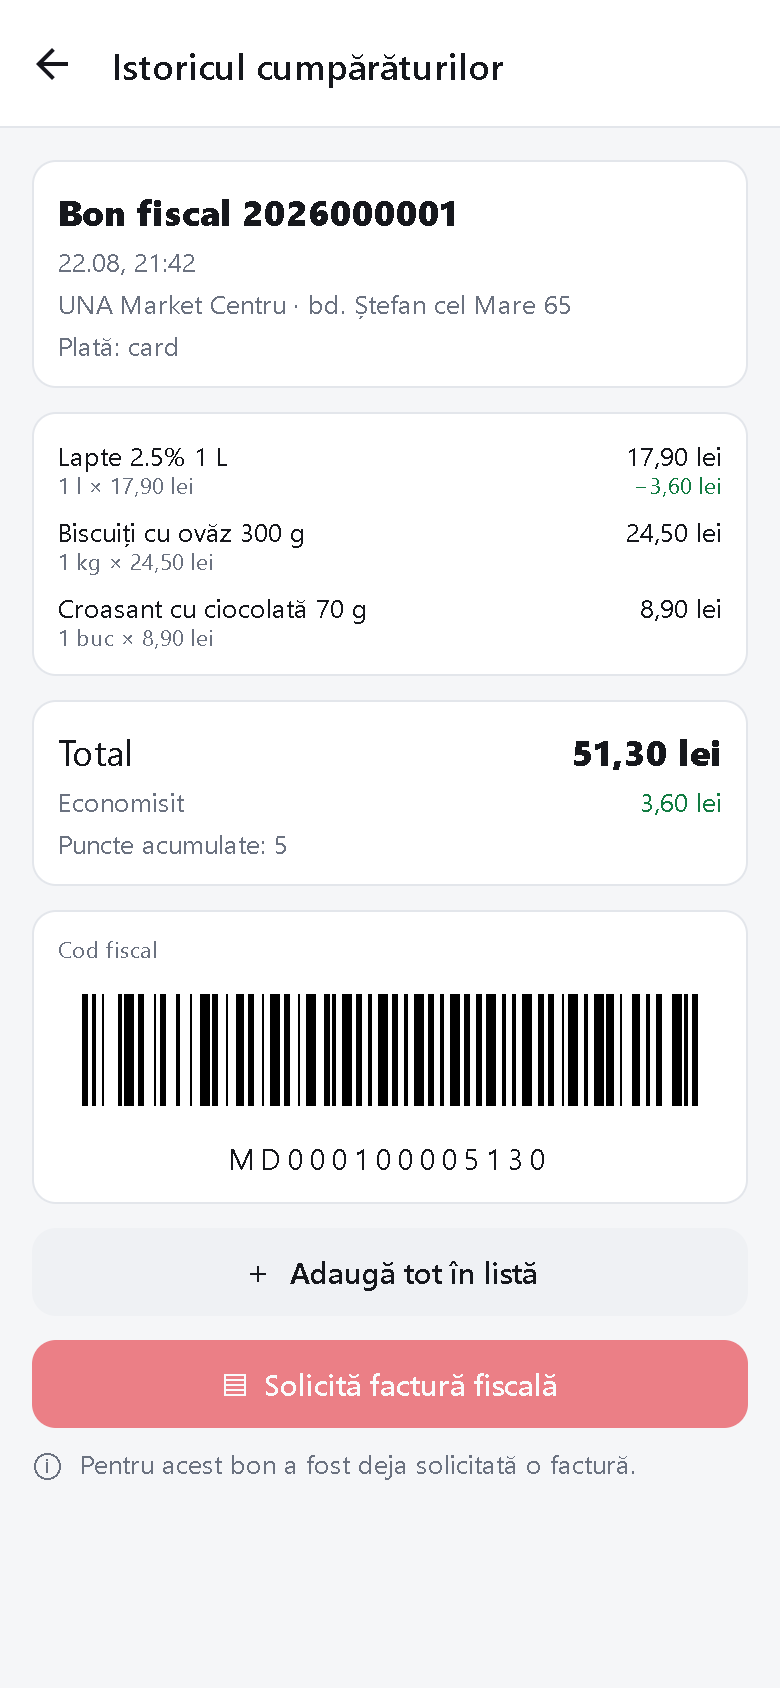 Istoricul cumpărăturilor
Bon fiscal 2026000001
22.08, 21:42
UNA Market Centru · bd. Ștefan cel Mare 65
Plată: card
Lapte 2.5% 1 L 17,90 lei
1 l × 17,90 lei −3,60 lei
Biscuiți cu ovăz 300 g 24,50 lei
1 kg × 24,50 lei
Croasant cu ciocolată 70 g 8,90 lei
1 buc × 8,90 lei
Total 51,30 lei
Economisit 3,60 lei
Puncte acumulate: 5
Cod fiscal
MD000100005130
+ Adaugă tot în listă
Solicită factură fiscală
Pentru acest bon a fost deja solicitată o factură.